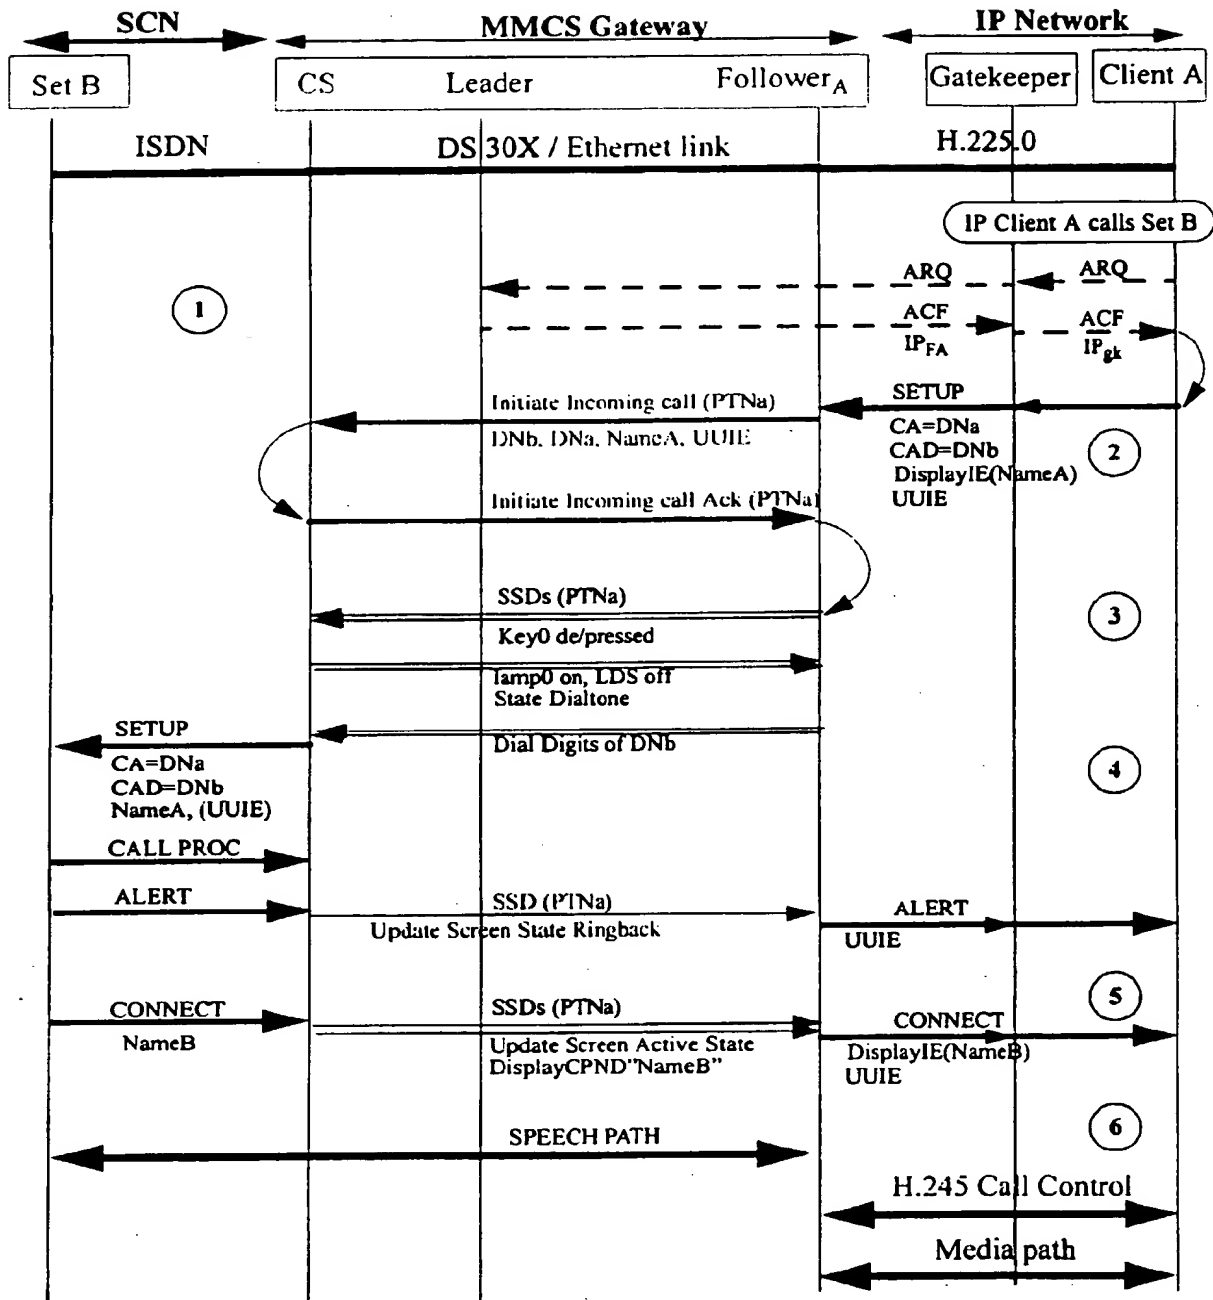 SCN
MMCS Gateway
IP Network
Set B
CS
Leader
FollowerA
Gatekeeper
Client A
ISDN
DS 30X / Ethernet link
H.225.0
IP Client A calls Set B
ARQ
ARQ
1
ACF
ACF
IPFA
IPgk
SETUP
Initiate Incoming call (PTNa)
DNb, DNa, NameA, UUIE
CA=DNa
CAD=DNb
DisplayIE(NameA)
UUIE
2
Initiate Incoming call Ack (PTNa)
SSDs (PTNa)
3
Key0 de/pressed
lamp0 on, LDS off
State Dialtone
SETUP
Dial Digits of DNb
CA=DNa
CAD=DNb
NameA, (UUIE)
4
CALL PROC
ALERT
SSD (PTNa)
ALERT
Update Screen State Ringback
UUIE
5
CONNECT
SSDs (PTNa)
CONNECT
NameB
Update Screen Active State
DisplayCPND"NameB"
DisplayIE(NameB)
UUIE
6
SPEECH PATH
H.245 Call Control
Media path